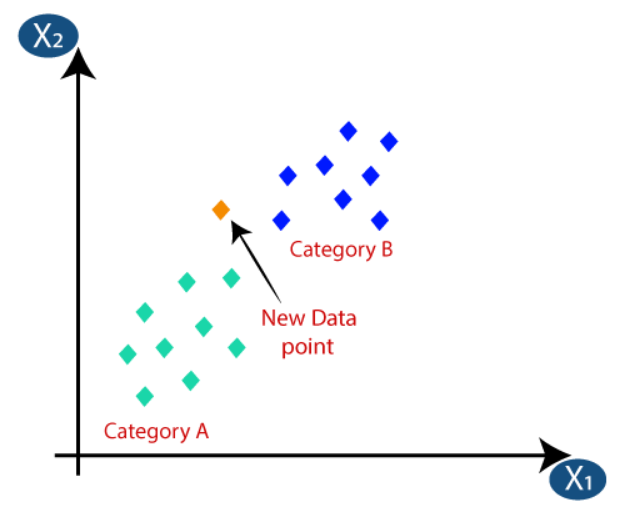 X₂
Category B
New Data
point
Category A
X₁